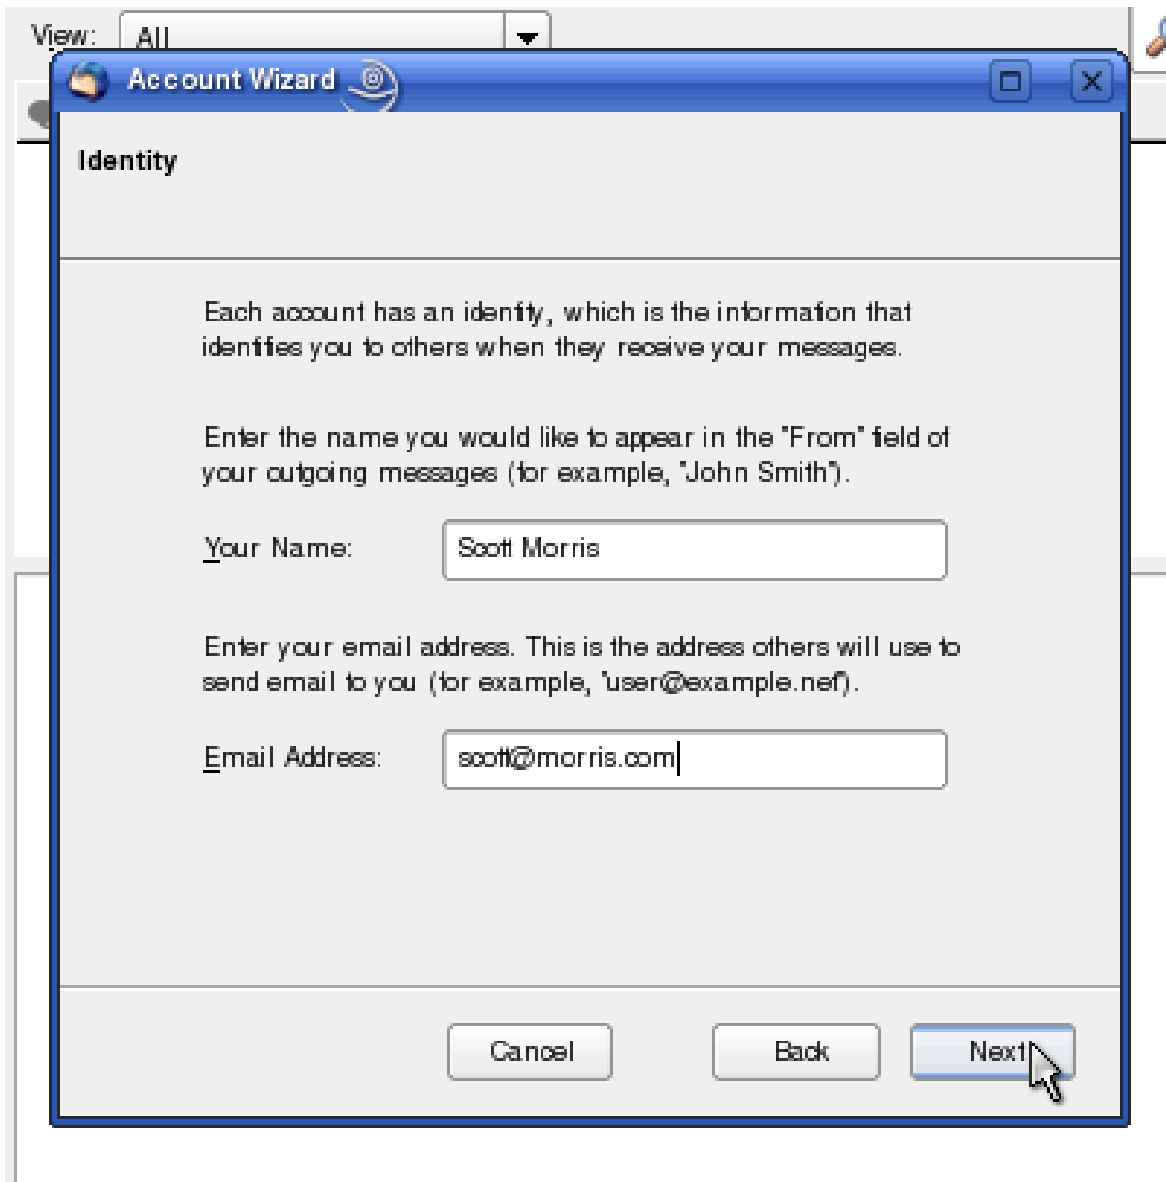 View: All
Account Wizard
Identity
Each account has an identity, which is the information that
identifies you to others when they receive your messages.
Enter the name you would like to appear in the "From" field of
your outgoing messages (for example, "John Smith").
Your Name: Scott Morris
Enter your email address. This is the address others will use to
send email to you (for example, "user@example.net").
Email Address: scott@morris.com
Cancel Back Next